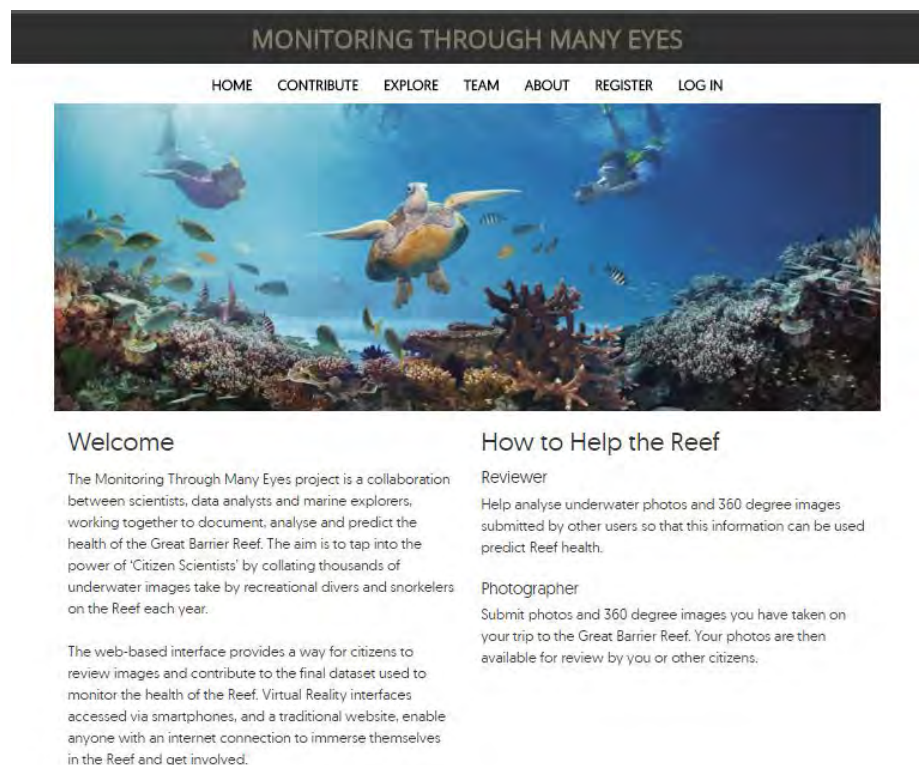 MONITORING THROUGH MANY EYES
HOME CONTRIBUTE EXPLORE TEAM ABOUT REGISTER LOG IN
Welcome
The Monitoring Through Many Eyes project is a collaboration
between scientists, data analysts and marine explorers,
working together to document, analyse and predict the
health of the Great Barrier Reef. The aim is to tap into the
power of 'Citizen Scientists' by collating thousands of
underwater images take by recreational divers and snorkelers
on the Reef each year.
The web-based interface provides a way for citizens to
review images and contribute to the final dataset used to
monitor the health of the Reef. Virtual Reality interfaces
accessed via smartphones, and a traditional website, enable
anyone with an internet connection to immerse themselves
in the Reef and get involved.
How to Help the Reef
Reviewer
Help analyse underwater photos and 360 degree images
submitted by other users so that this information can be used
predict Reef health.
Photographer
Submit photos and 360 degree images you have taken on
your trip to the Great Barrier Reef. Your photos are then
available for review by you or other citizens.